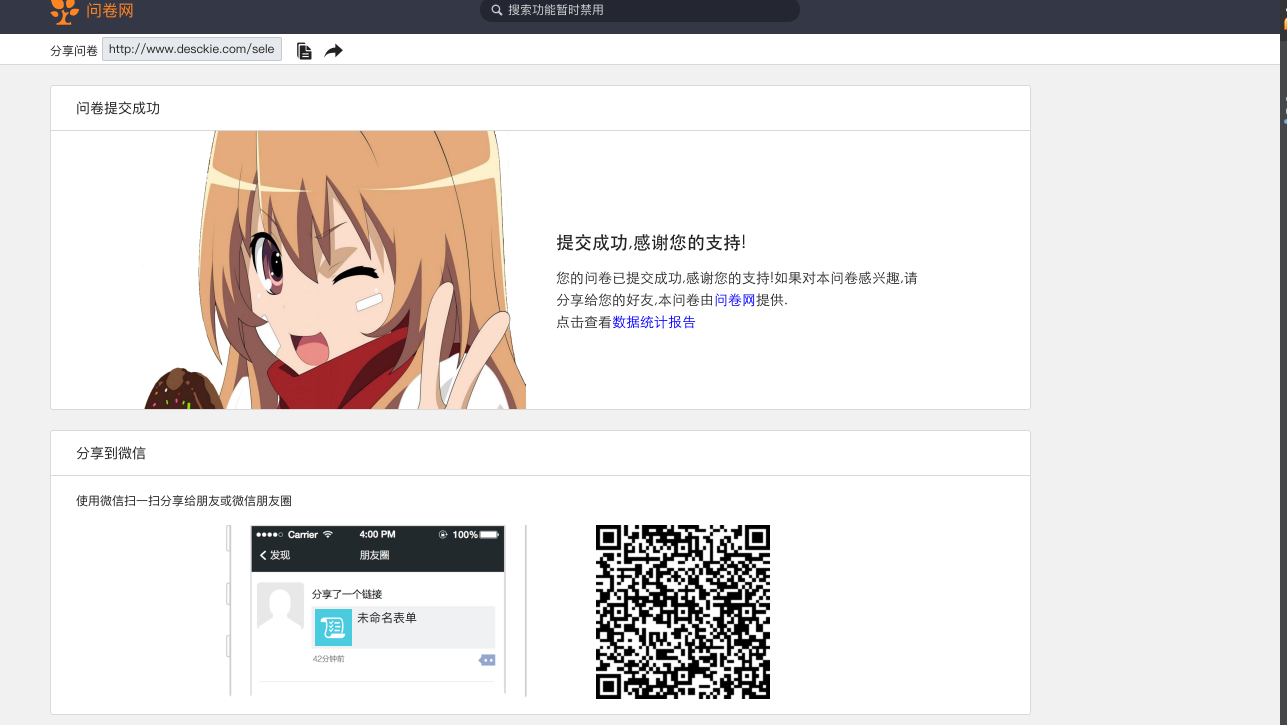 问卷网
搜索功能暂时禁用
分享问卷
http://www.desckie.com/sele
问卷提交成功
提交成功,感谢您的支持!
您的问卷已提交成功,感谢您的支持!如果对本问卷感兴趣,请
分享给您的好友,本问卷由问卷网提供.
点击查看数据统计报告
分享到微信
使用微信扫一扫分享给朋友或微信朋友圈
Carrier 4:00 PM 100%
发现 朋友圈
分享了一个链接
未命名表单
42分钟前